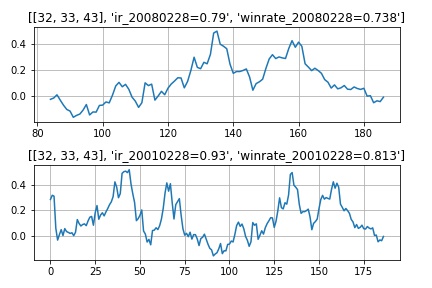 [[32, 33, 43], 'ir_20080228=0.79', 'winrate_20080228=0.738']
0.4
0.2
0.0
80 100 120 140 160 180
[[32, 33, 43], 'ir_20010228=0.93', 'winrate_20010228=0.813']
0.4
0.2
0.0
0 25 50 75 100 125 150 175